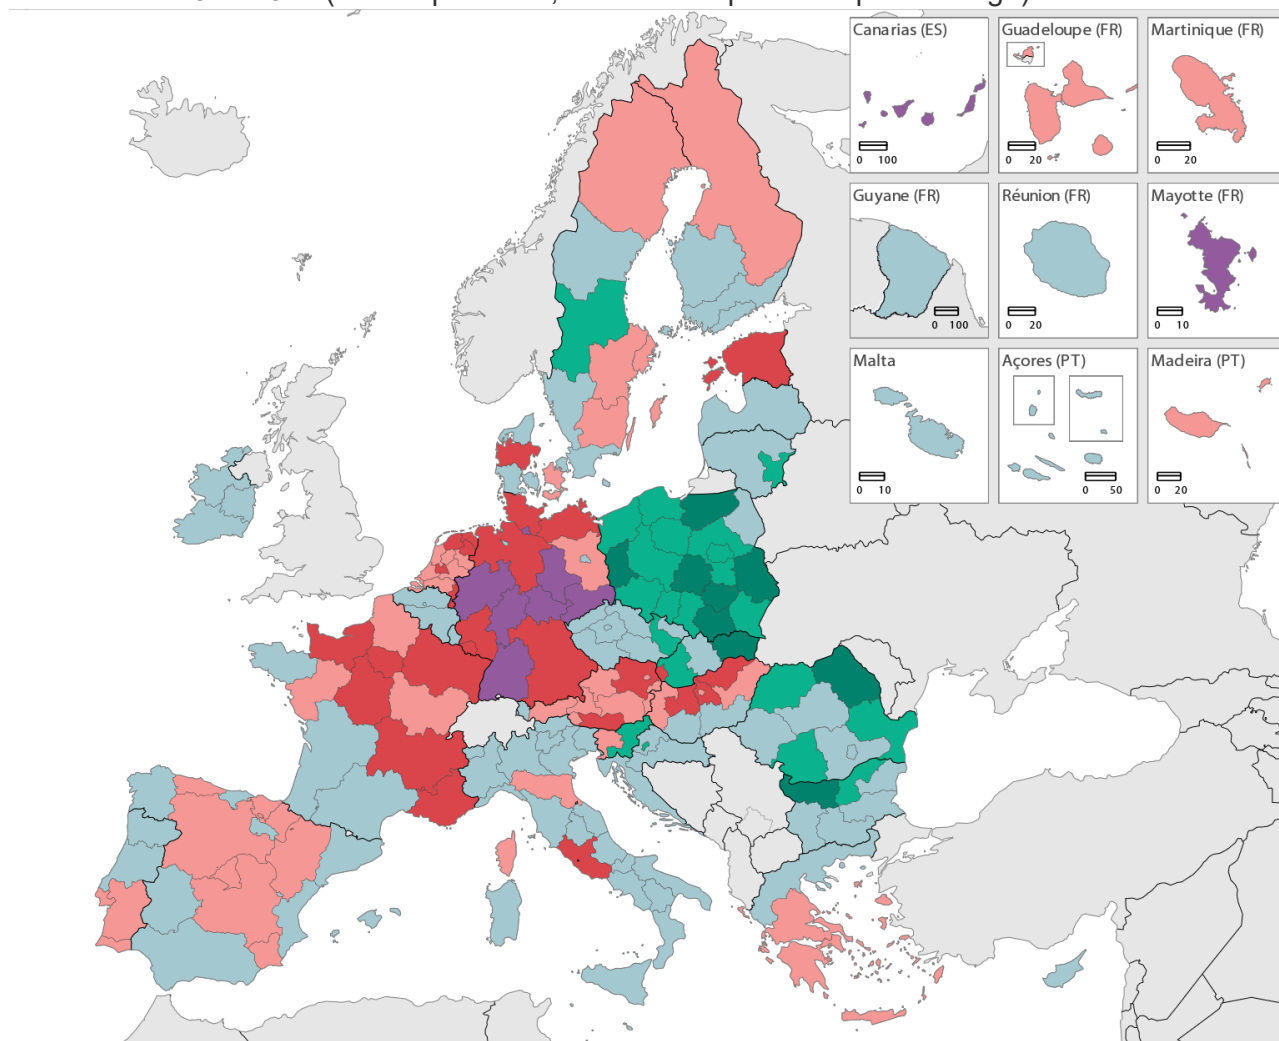 Canarias (ES)
0 100
Guadeloupe (FR)
0 20
Martinique (FR)
0 20
Guyane (FR)
0 100
Réunion (FR)
0 20
Mayotte (FR)
0 10
Malta
0 10
Açores (PT)
0 50
Madeira (PT)
0 20